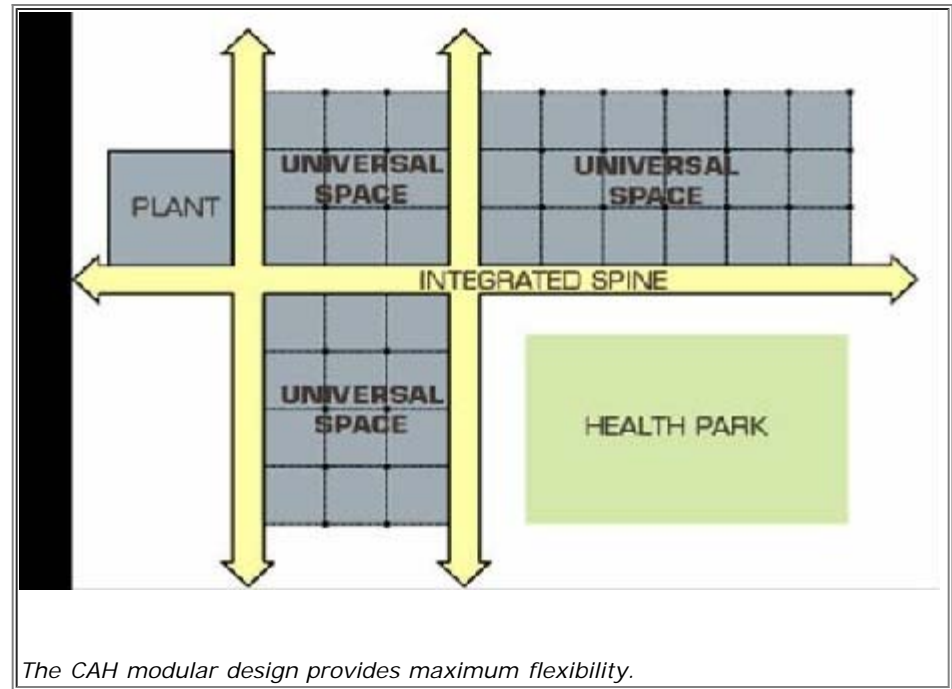 UNIVERSAL
SPACE
UNIVERSAL
SPACE
PLANT
INTEGRATED SPINE
UNIVERSAL
SPACE
HEALTH PARK
The CAH modular design provides maximum flexibility.